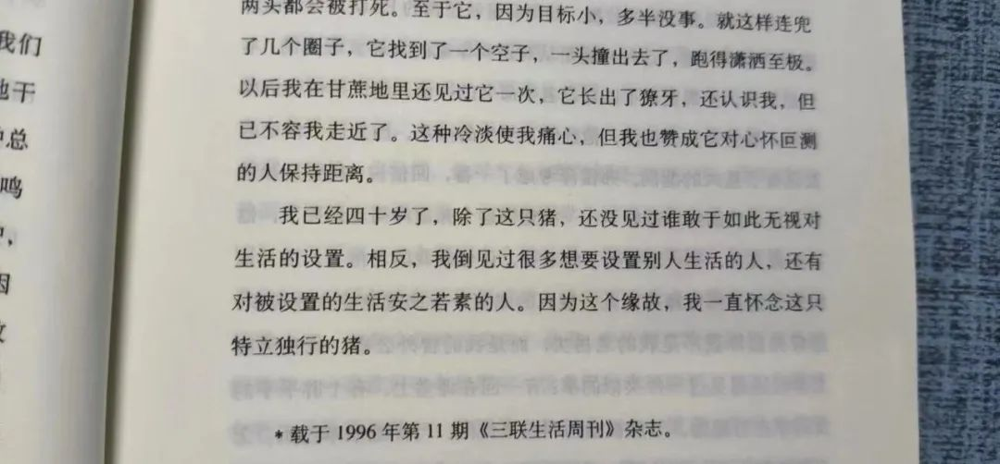 我们
地干
总
鸣
因
两头都会被打死。至于它，因为目标小，多半没事。就这样连兜
了几个圈子，它找到了一个空子，一头撞出去了，跑得潇洒至极。
以后我在甘蔗地里还见过它一次，它长出了獠牙，还认识我，但
已不容我走近了。这种冷淡使我痛心，但我也赞成它对心怀叵测
的人保持距离。
我已经四十岁了，除了这只猪，还没见过谁敢于如此无视对
生活的设置。相反，我倒见过很多想要设置别人生活的人，还有
对被设置的生活安之若素的人。因为这个缘故，我一直怀念这只
特立独行的猪。
* 载于 1996 年第 11 期《三联生活周刊》杂志。